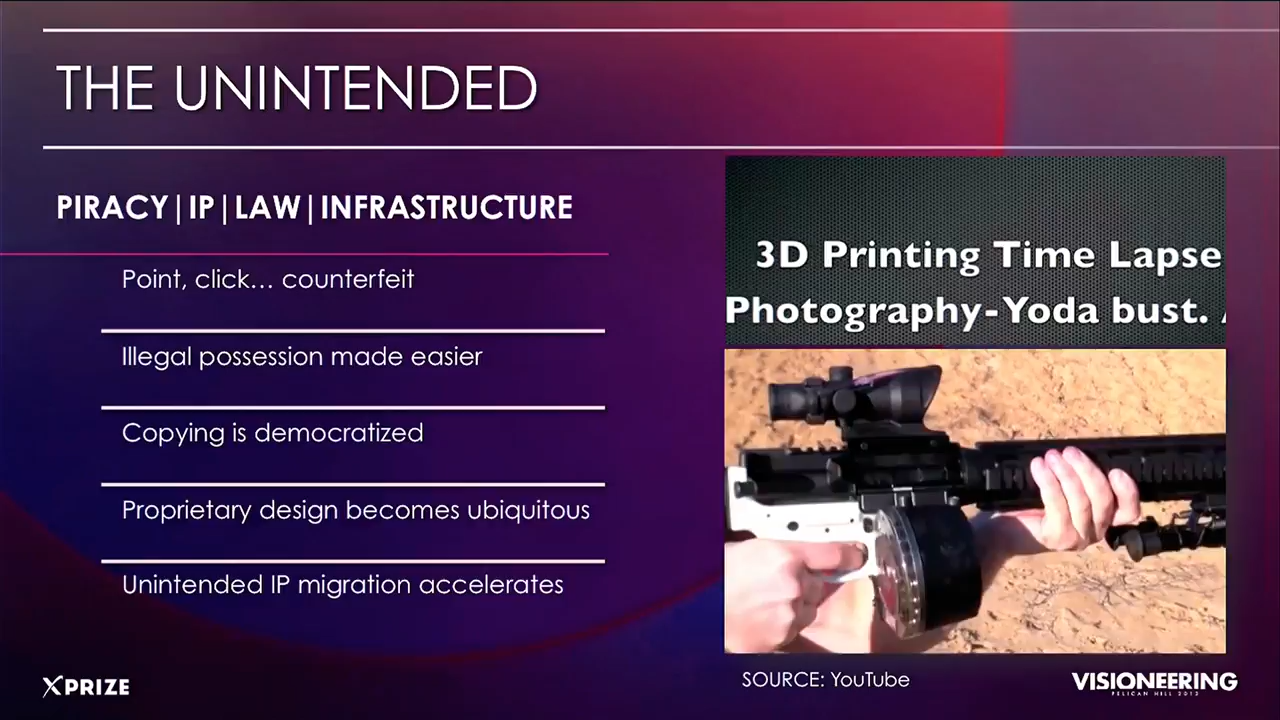 THE UNINTENDED
PIRACY|IP|LAW|INFRASTRUCTURE
Point, click... counterfeit
Illegal possession made easier
Copying is democratized
Proprietary design becomes ubiquitous
Unintended IP migration accelerates
3D Printing Time Lapse
Photography-Yoda bust.
SOURCE: YouTube
XPRIZE
VISIONEERING
PELICAN HILL 2013